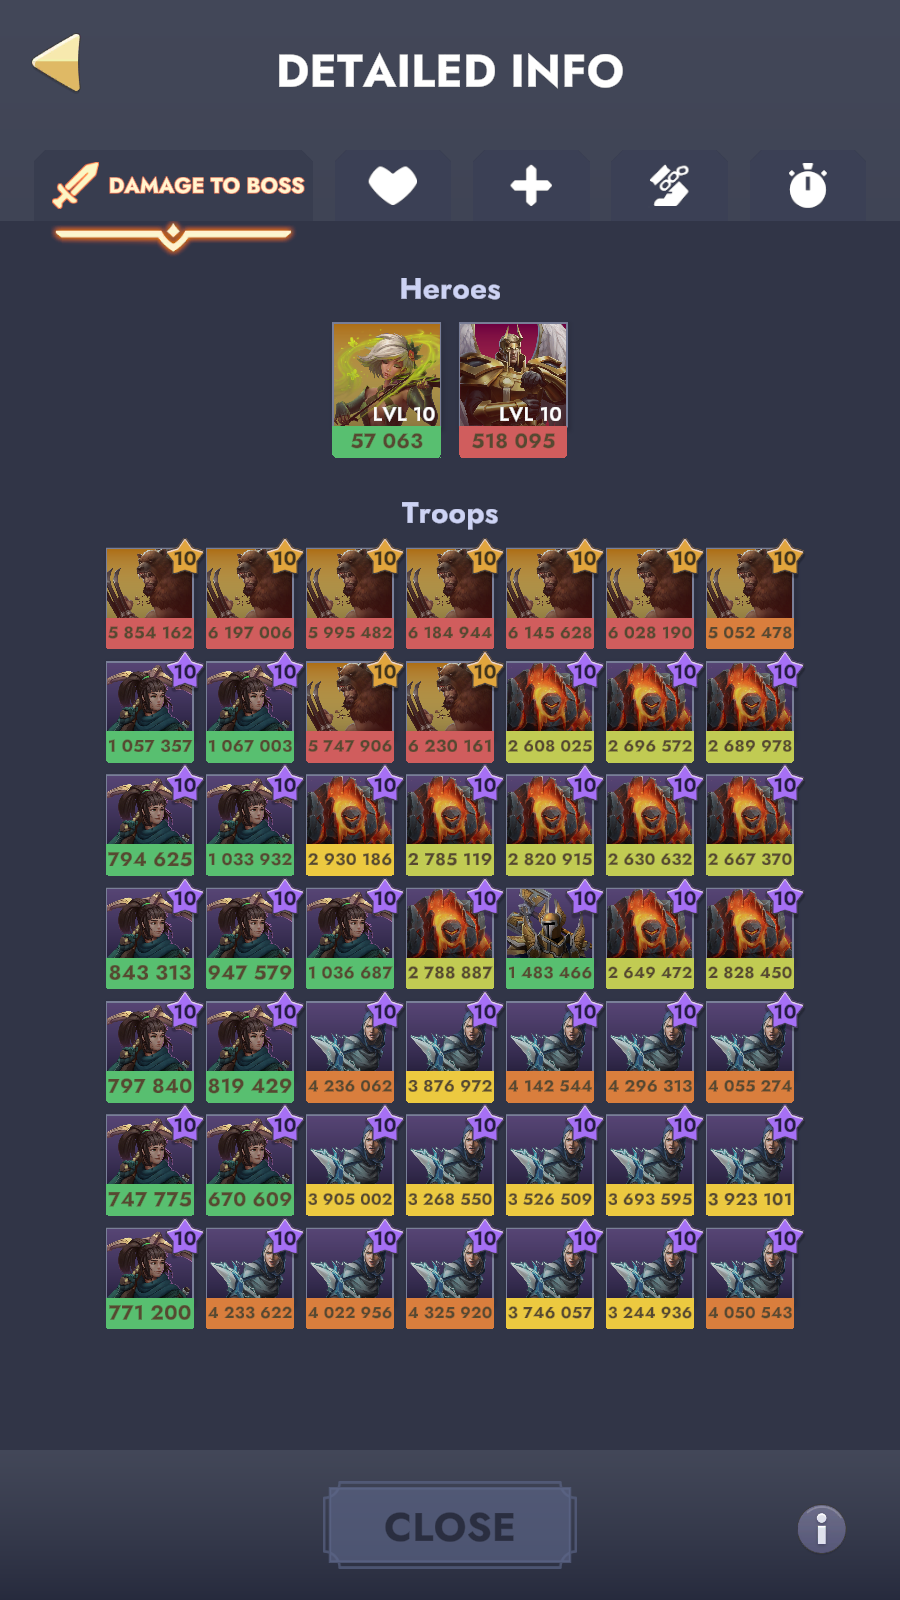 DETAILED INFO
DAMAGE TO BOSS
Heroes
LVL 10 LVL 10
57 063 518 095
Troops
10 10 10 10 10 10 10
5 854 162 6 197 006 5 995 482 6 184 944 6 145 628 6 028 190 5 052 478
10 10 10 10 10 10 10
1 057 357 1 067 003 5 747 906 6 230 161 2 608 025 2 696 572 2 689 978
10 10 10 10 10 10 10
794 625 1 033 932 2 930 186 2 785 119 2 820 915 2 630 632 2 667 370
10 10 10 10 10 10 10
843 313 947 579 1 036 687 2 788 887 1 483 466 2 649 472 2 828 450
10 10 10 10 10 10 10
797 840 819 429 4 236 062 3 876 972 4 142 544 4 296 313 4 055 274
10 10 10 10 10 10 10
747 775 670 609 3 905 002 3 268 550 3 526 509 3 693 595 3 923 101
10 10 10 10 10 10 10
771 200 4 233 622 4 022 956 4 325 920 3 746 057 3 244 936 4 050 543
CLOSE
i